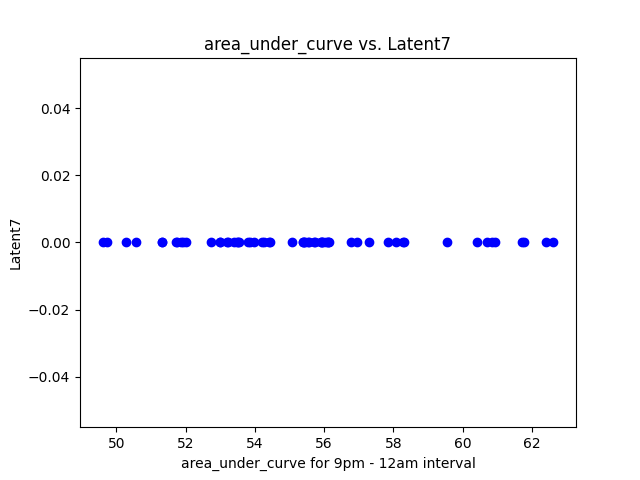 area_under_curve vs. Latent7
0.04
0.02
0.00
−0.02
−0.04
Latent7
50 52 54 56 58 60 62
area_under_curve for 9pm - 12am interval